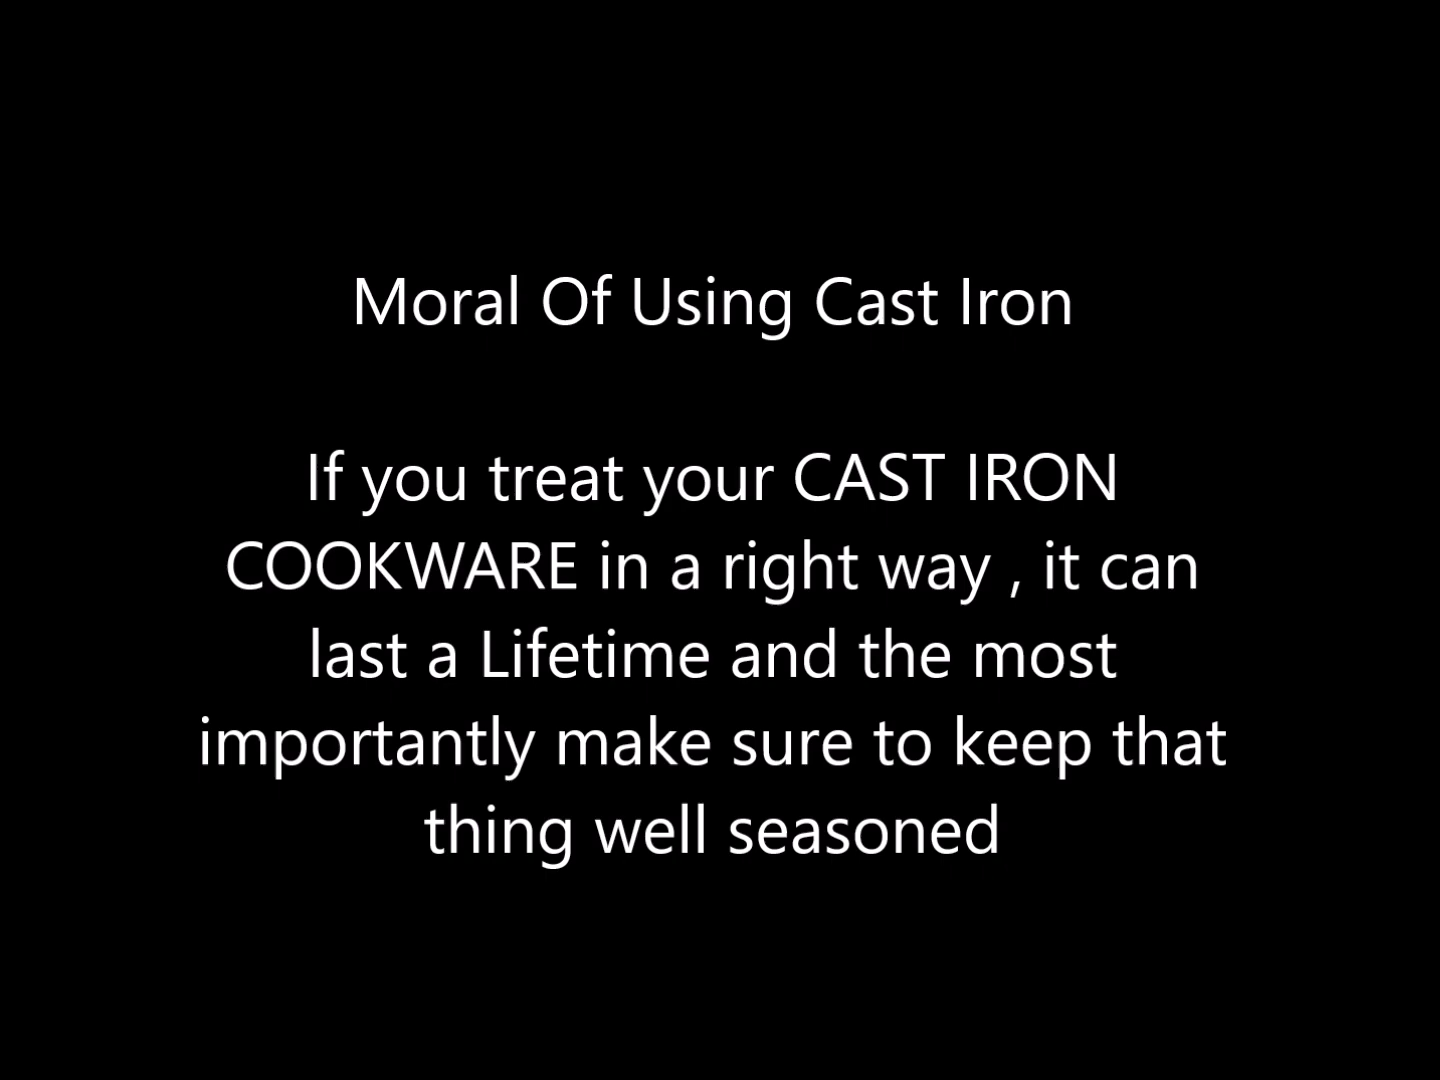 Moral Of Using Cast Iron
If you treat your CAST IRON
COOKWARE in a right way , it can
last a Lifetime and the most
importantly make sure to keep that
thing well seasoned